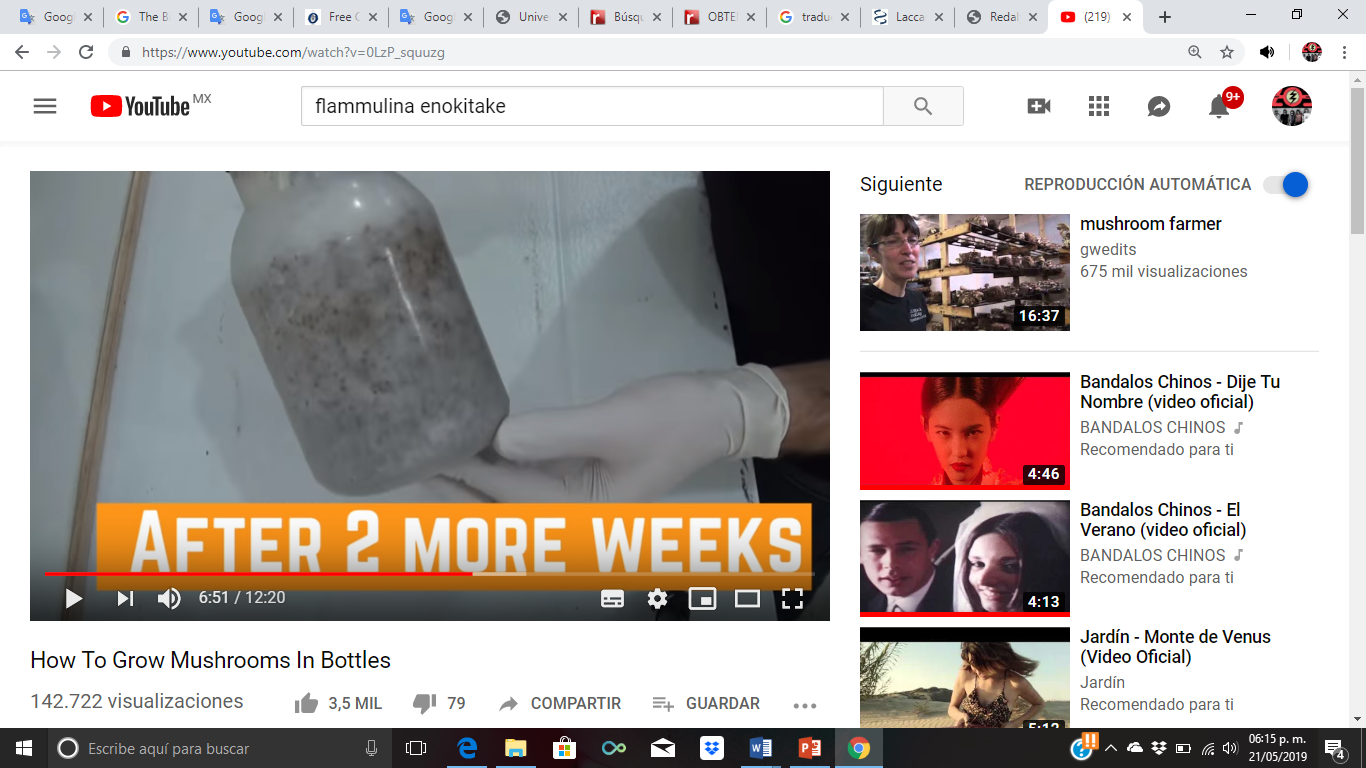 Googl
The B
Googl
Free C
Googl
Unive
Búsqu
OBTEI
tradu
Lacca
Redal
(219)
https://www.youtube.com/watch?v=0LzP_squuzg
YouTube MX
flammulina enokitake
9+
AFTER 2 MORE WEEKS
6:51 / 12:20
How To Grow Mushrooms In Bottles
142.722 visualizaciones
3,5 MIL
79
COMPARTIR
GUARDAR
Siguiente
REPRODUCCIÓN AUTOMÁTICA
16:37
mushroom farmer
gwedits
675 mil visualizaciones
4:46
Bandalos Chinos - Dije Tu
Nombre (video oficial)
BANDALOS CHINOS
Recomendado para ti
4:13
Bandalos Chinos - El
Verano (video oficial)
BANDALOS CHINOS
Recomendado para ti
Jardín - Monte de Venus
(Video Oficial)
Jardín
Recomendado para ti
Escribe aquí para buscar
06:15 p. m.
21/05/2019
4